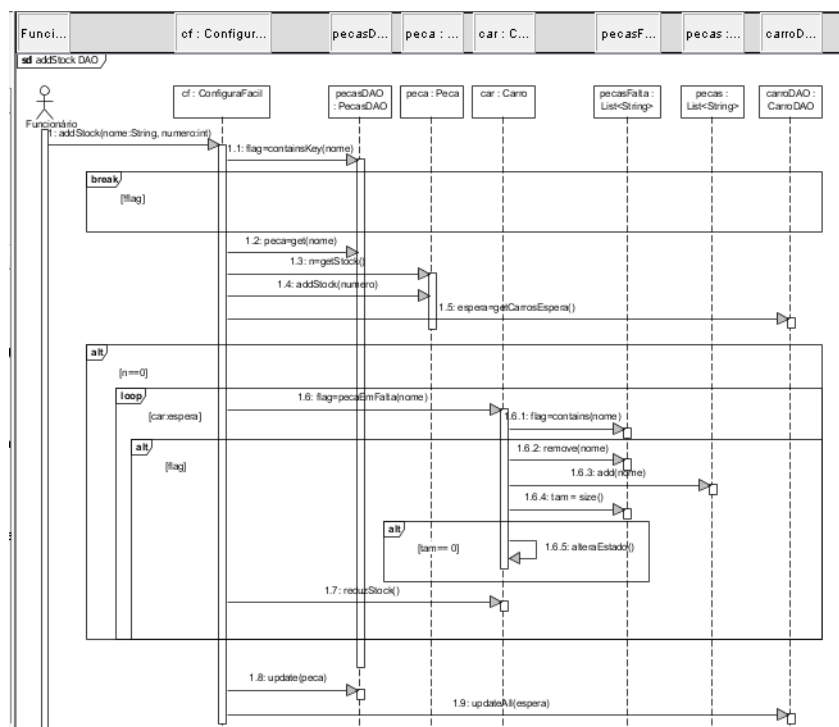 Funci...
cf : Configur...
pecasD...
peca : ...
car : C...
pecasF...
pecas :...
carroD...
sd addStock DAO
Funcionário
cf : ConfiguraFacil
pecasDAO
: PecasDAO
peca : Peca
car : Carro
pecasFalta :
List<String>
pecas :
List<String>
carroDAO :
CarroDAO
1: addStock(nome:String, numero:int)
1.1: flag=containsKey(nome)
break
[!flag]
1.2: peca=get(nome)
1.3: n=getStock()
1.4: addStock(numero)
1.5: espera=getCarrosEspera()
alt
[n==0]
loop
[car:espera]
1.6: flag=pecaEmFalta(nome)
1.6.1: flag=contains(nome)
alt
[flag]
1.6.2: remove(nome)
1.6.3: add(nome)
1.6.4: tam = size()
alt
[tam== 0]
1.6.5: alteraEstado()
1.7: reduzStock()
1.8: update(peca)
1.9: updateAll(espera)